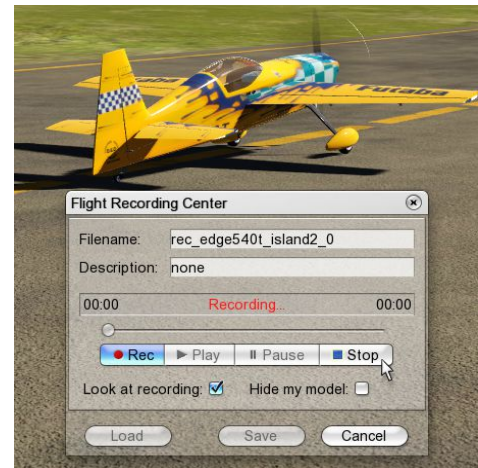 Futaba
Flight Recording Center
Filename: rec_edge540t_island2_0
Description: none
00:00 Recording... 00:00
Rec Play Pause Stop
Look at recording: Hide my model:
Load Save Cancel